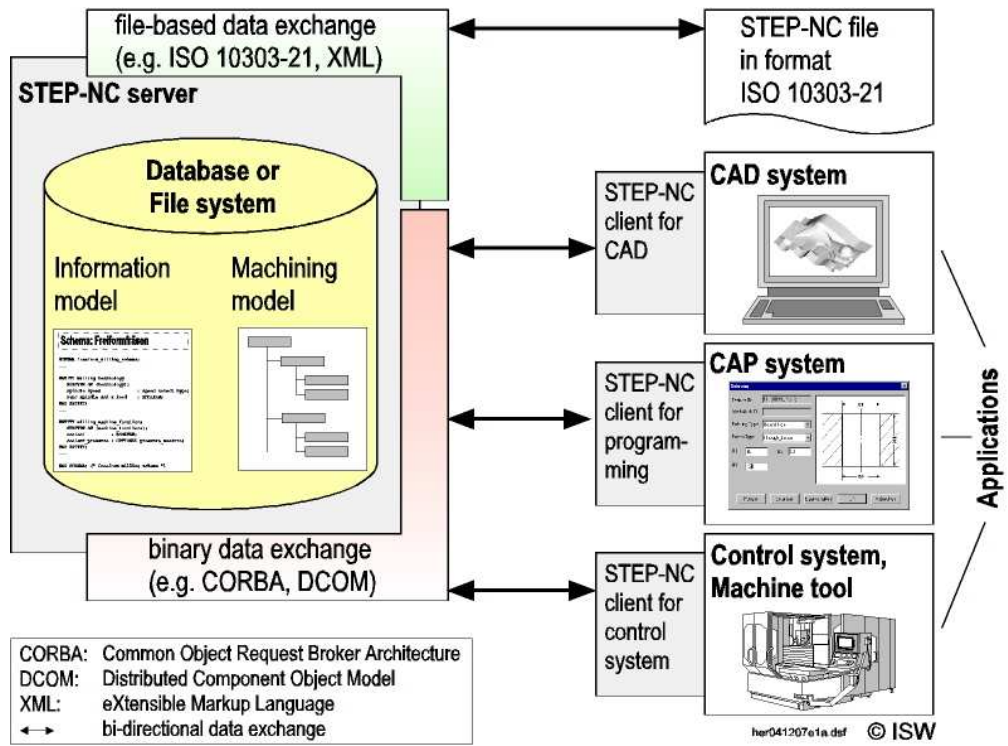 file-based data exchange
(e.g. ISO 10303-21, XML)
STEP-NC file
in format
ISO 10303-21
STEP-NC server
Database or
File system
Information
model
Machining
model
Schema: Freiformfräsen
binary data exchange
(e.g. CORBA, DCOM)
STEP-NC
client for
CAD
CAD system
STEP-NC
client for
program-
ming
CAP system
STEP-NC
client for
control
system
Control system,
Machine tool
Applications
CORBA: Common Object Request Broker Architecture
DCOM: Distributed Component Object Model
XML: eXtensible Markup Language
bi-directional data exchange
her041207e1a.dsf © ISW